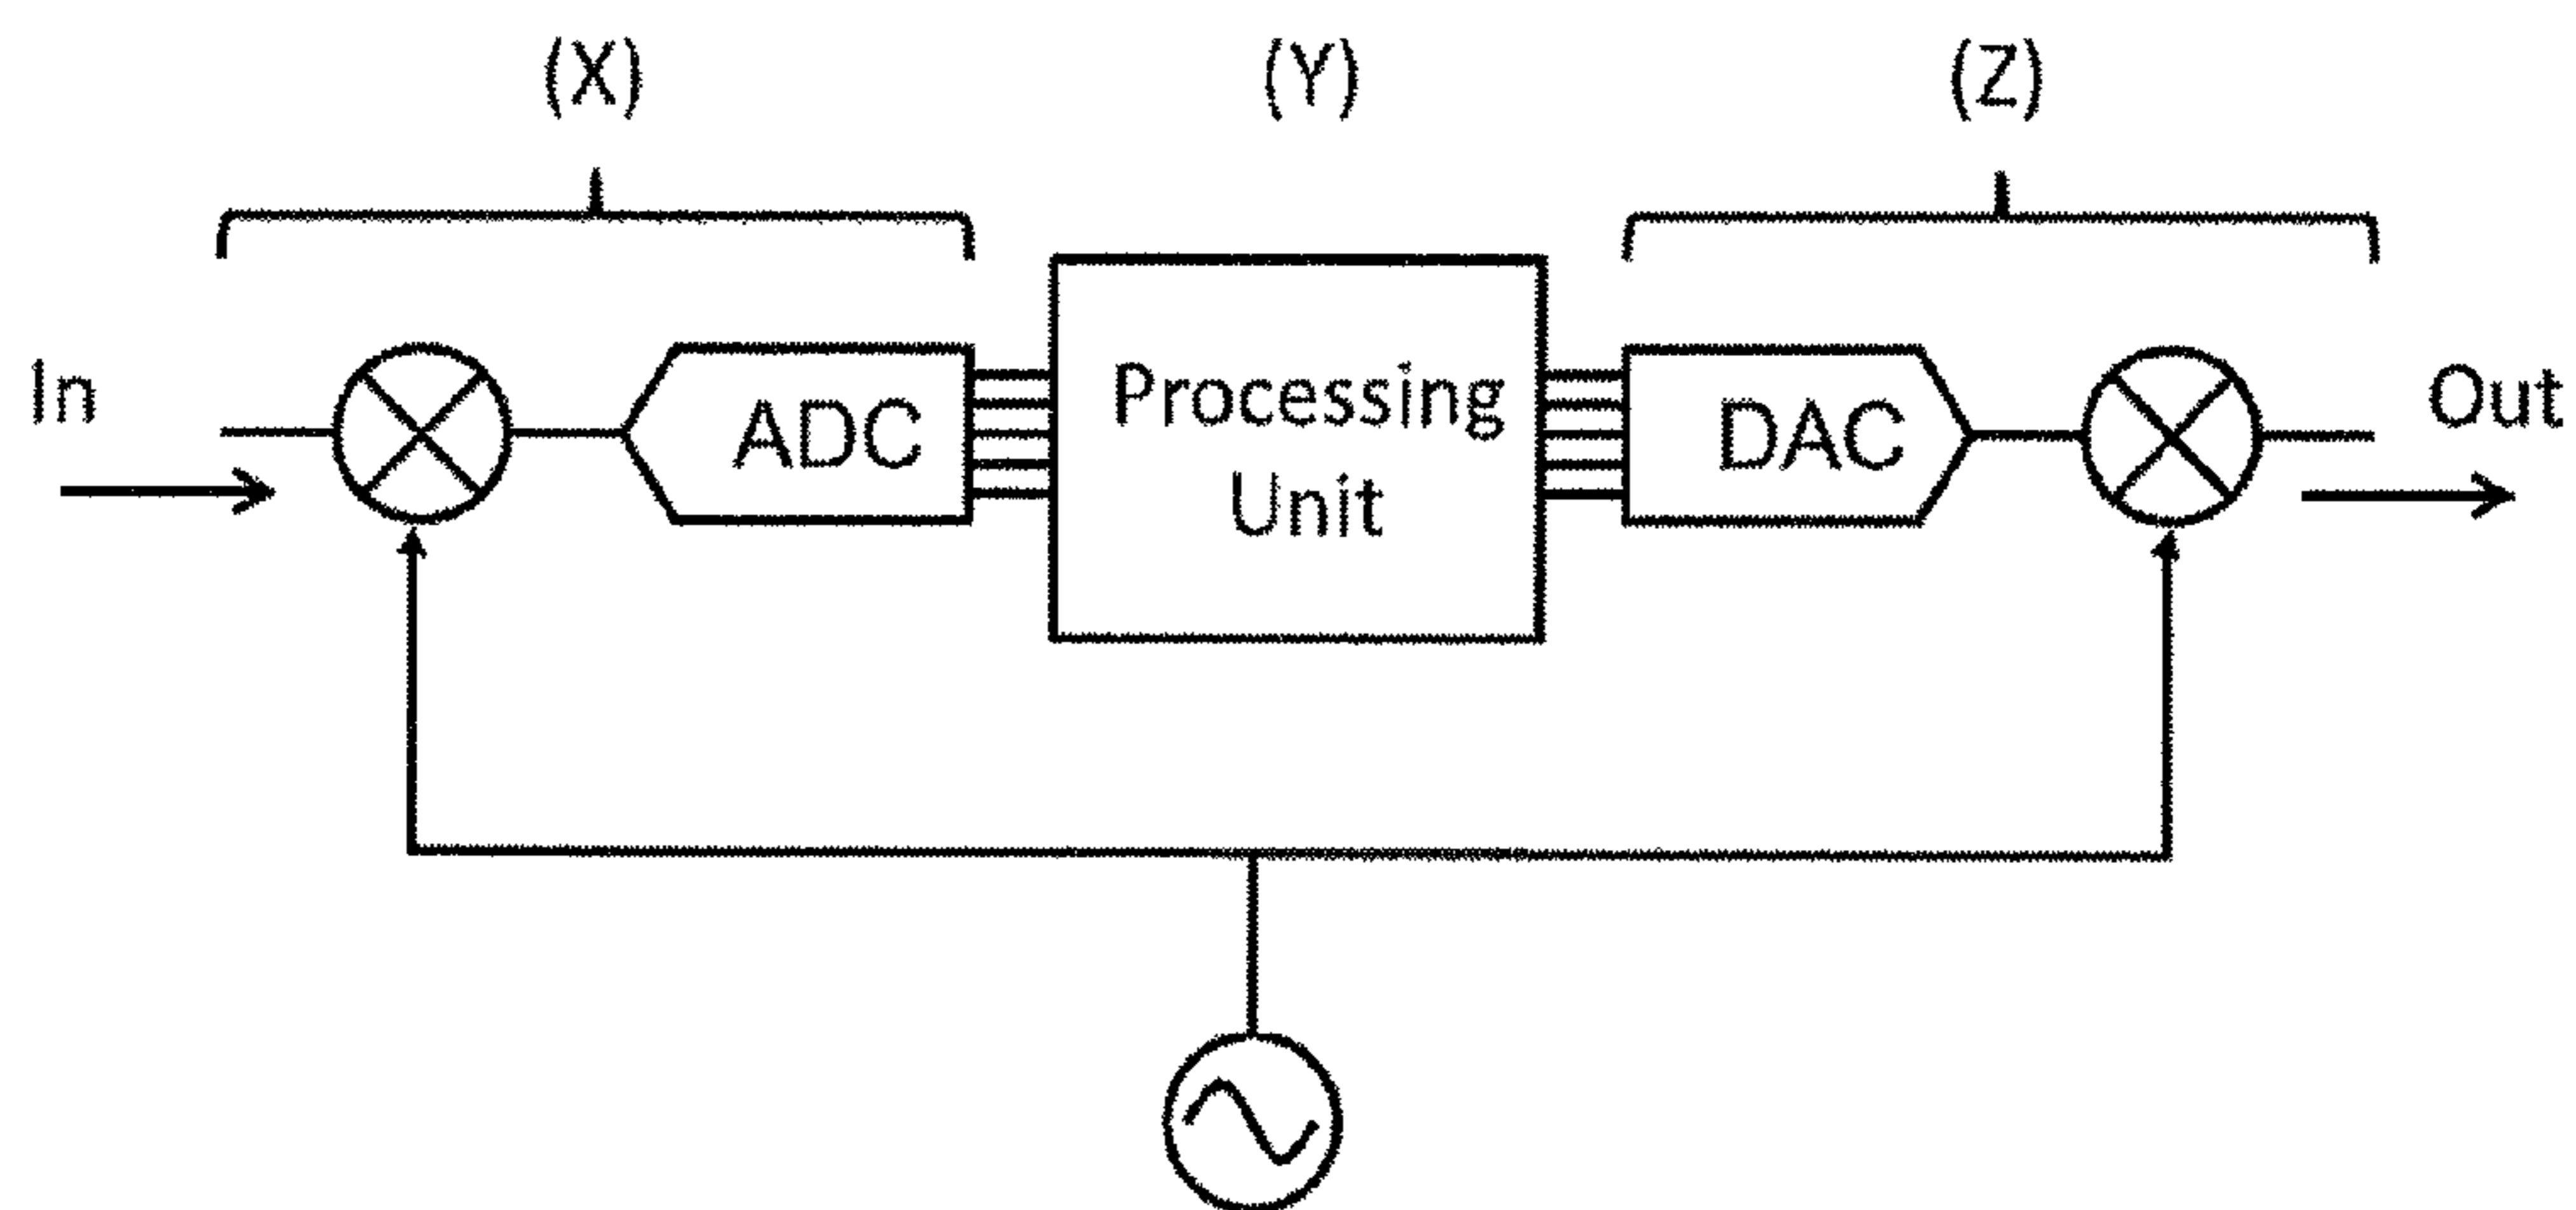 (X)
(Y)
(Z)
In
ADC
Processing
Unit
DAC
Out